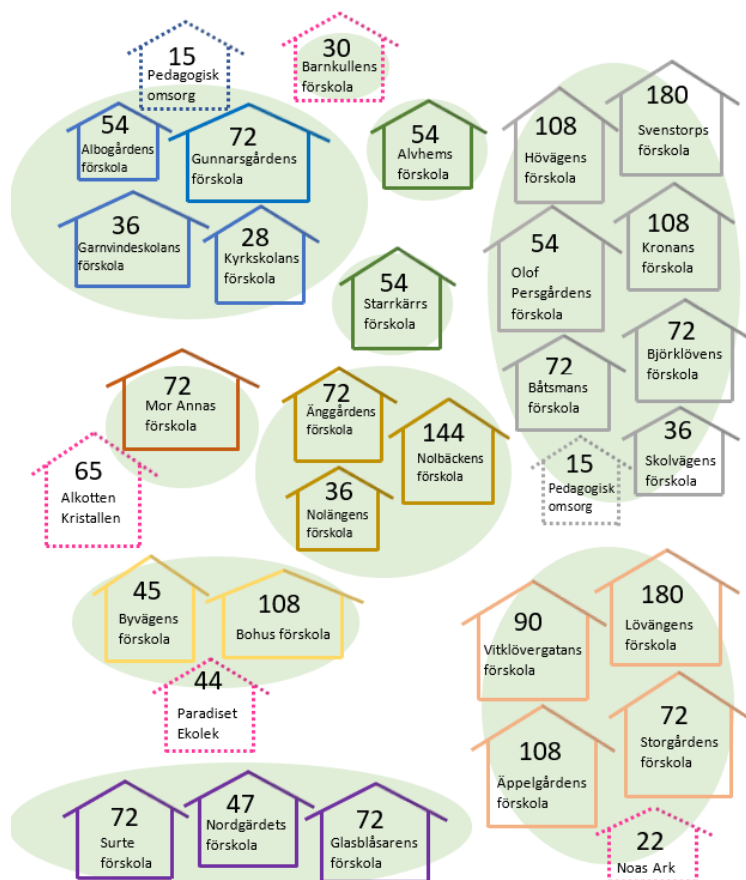 15
Pedagogisk
omsorg
30
Barnkullens
förskola
54
Albogårdens
förskola
72
Gunnarsgårdens
förskola
36
Garnvindeskolans
förskola
28
Kyrkskolans
förskola
54
Alvhems
förskola
54
Starrkärrs
förskola
108
Hövägens
förskola
180
Svenstorps
förskola
54
Olof
Persgårdens
förskola
108
Kronans
förskola
72
Båtsmans
förskola
72
Björklövens
förskola
15
Pedagogisk
omsorg
36
Skolvägens
förskola
72
Mor Annas
förskola
65
Alkotten
Kristallen
72
Änggårdens
förskola
144
Nolbäckens
förskola
36
Nolängens
förskola
45
Byvägens
förskola
108
Bohus förskola
44
Paradiset
Ekolek
90
Vitklövergatans
förskola
180
Lövängens
förskola
108
Äppelgårdens
förskola
72
Storgårdens
förskola
22
Noas Ark
72
Surte
förskola
47
Nordgärdets
förskola
72
Glasblåsarens
förskola